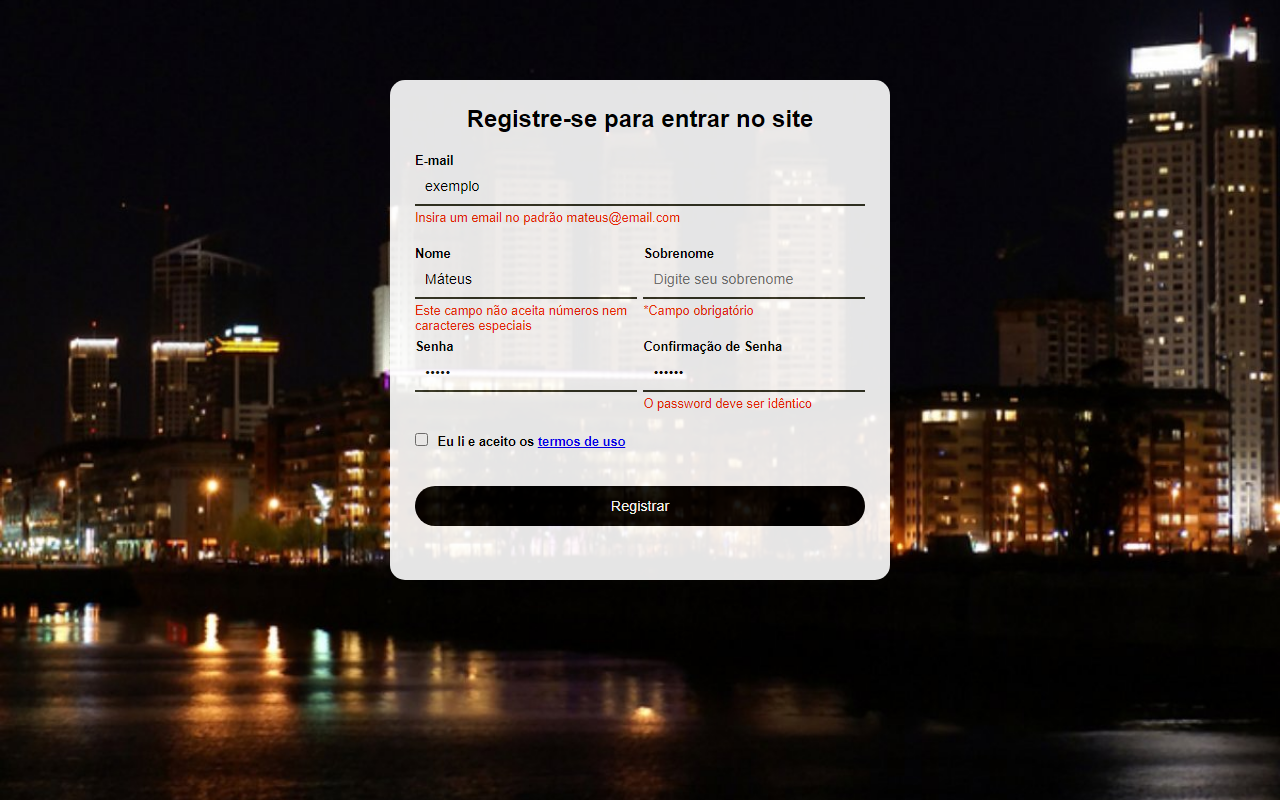 Registre-se para entrar no site
E-mail
exemplo
Insira um email no padrão mateus@email.com
Nome
Máteus
Este campo não aceita números nem
caracteres especiais
Sobrenome
Digite seu sobrenome
*Campo obrigatório
Senha
•••••
Confirmação de Senha
••••••
O password deve ser idêntico
Eu li e aceito os termos de uso
Registrar